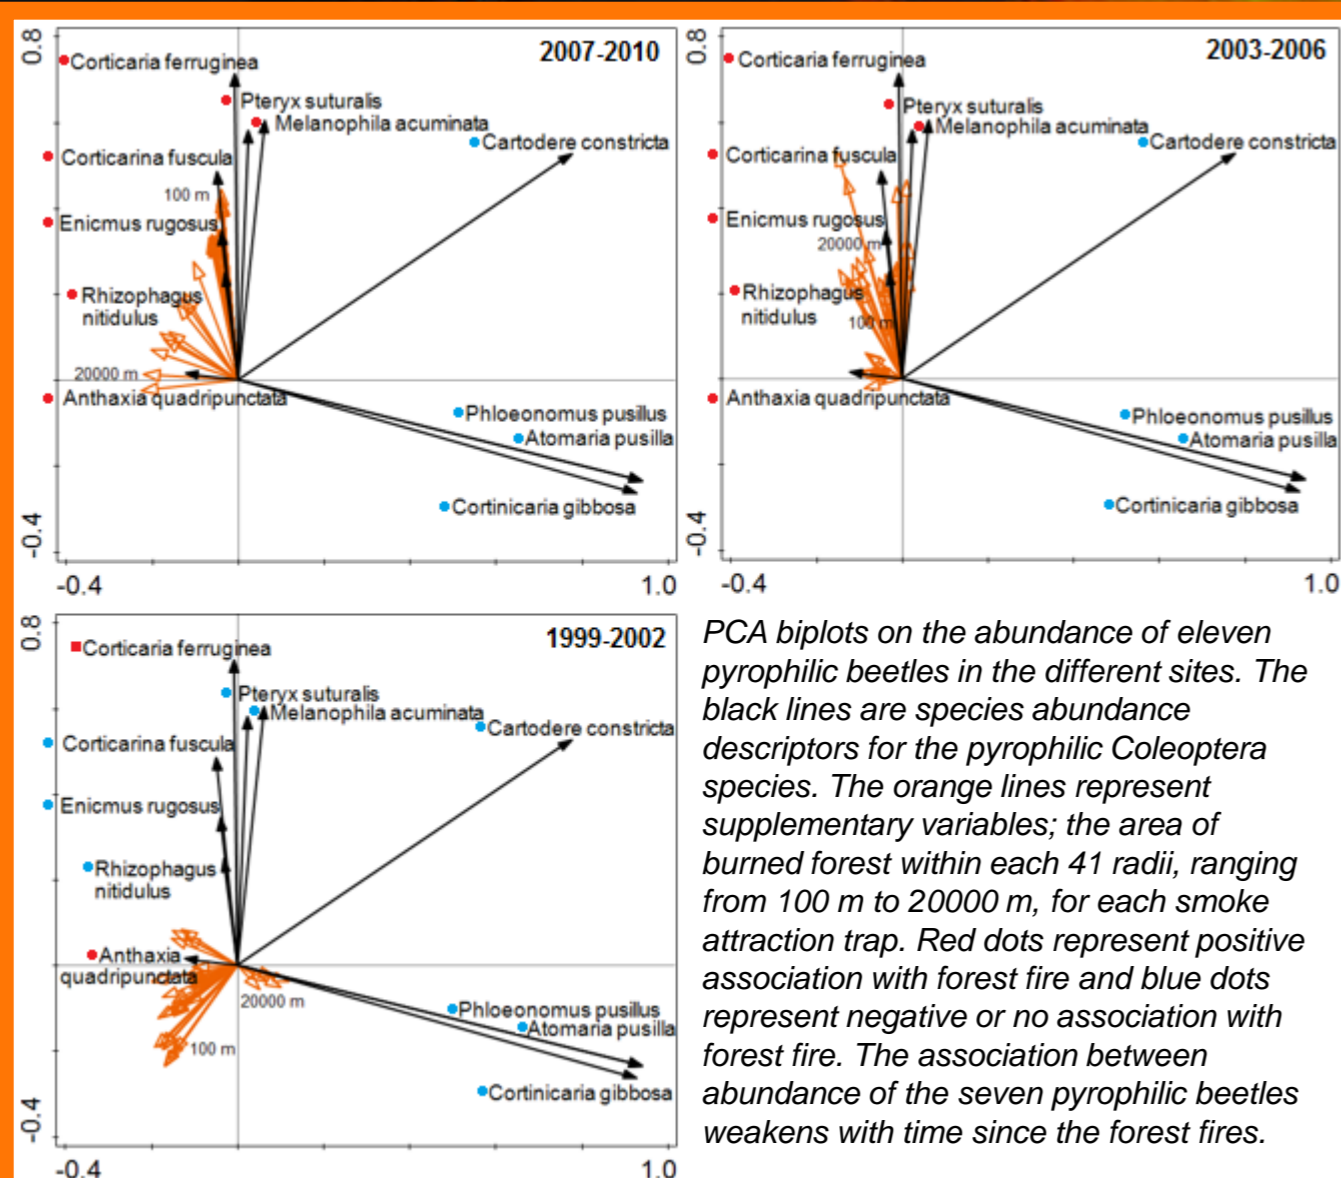 2007-2010
0.8
Corticaria ferruginea
Pteryx suturalis
Melanophila acuminata
Cartodere constricta
Corticarina fuscula
100 m
Enicmus rugosus
Rhizophagus
nitidulus
20000 m
Anthaxia quadripunctata
Phloeonomus pusillus
Atomaria pusilla
Cortinicaria gibbosa
-0.4
-0.4
1.0
2003-2006
0.8
Corticaria ferruginea
Pteryx suturalis
Melanophila acuminata
Cartodere constricta
Corticarina fuscula
Enicmus rugosus
20000 m
Rhizophagus
nitidulus
100 m
Anthaxia quadripunctata
Phloeonomus pusillus
Atomaria pusilla
Cortinicaria gibbosa
-0.4
-0.4
1.0
1999-2002
0.8
Corticaria ferruginea
Pteryx suturalis
Melanophila acuminata
Cartodere constricta
Corticarina fuscula
Enicmus rugosus
Rhizophagus
nitidulus
Anthaxia
quadripunctata
20000 m
Phloeonomus pusillus
Atomaria pusilla
100 m
Cortinicaria gibbosa
-0.4
-0.4
1.0
PCA biplots on the abundance of eleven
pyrophilic beetles in the different sites. The
black lines are species abundance
descriptors for the pyrophilic Coleoptera
species. The orange lines represent
supplementary variables; the area of
burned forest within each 41 radii, ranging
from 100 m to 20000 m, for each smoke
attraction trap. Red dots represent positive
association with forest fire and blue dots
represent negative or no association with
forest fire. The association between
abundance of the seven pyrophilic beetles
weakens with time since the forest fires.